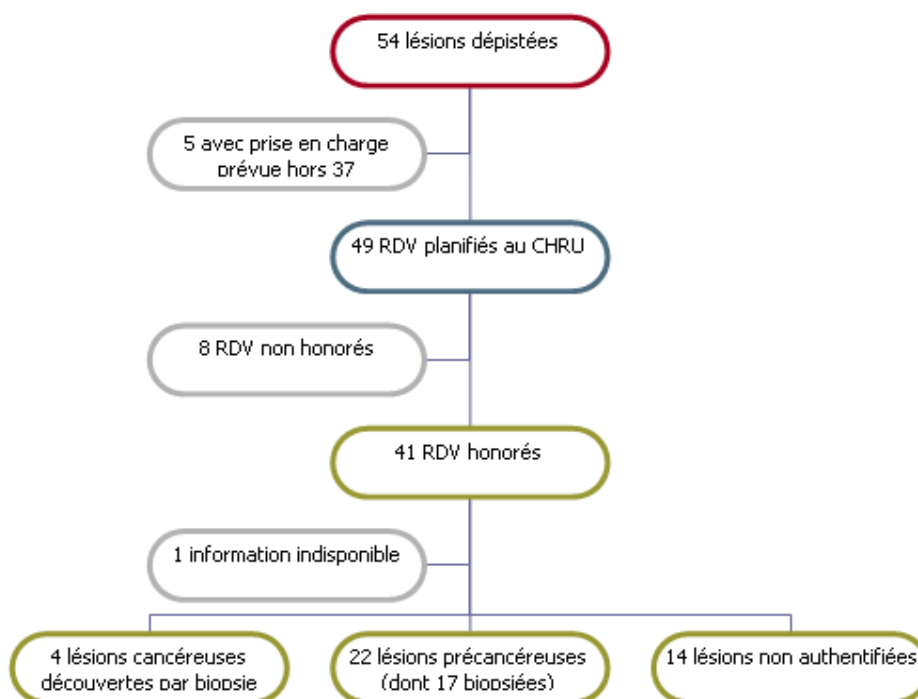 54 lésions dépistées
5 avec prise en charge
prévue hors 37
49 RDV planifiés au CHRU
8 RDV non honorés
41 RDV honorés
1 information indisponible
4 lésions cancéreuses
découvertes par biopsie
22 lésions précancéreuses
(dont 17 biopsiées)
14 lésions non authentifiées